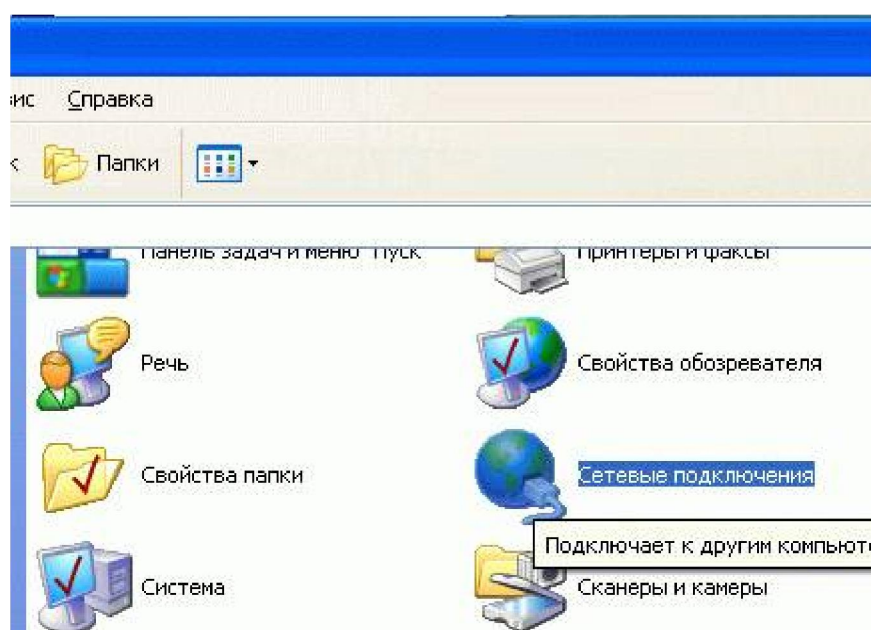 вис Справка
к Папки
Панель задач и меню "Пуск
Принтеры и факсы
Речь
Свойства обозревателя
Свойства папки
Сетевые подключения
Подключает к другим компьюте
Система
Сканеры и камеры